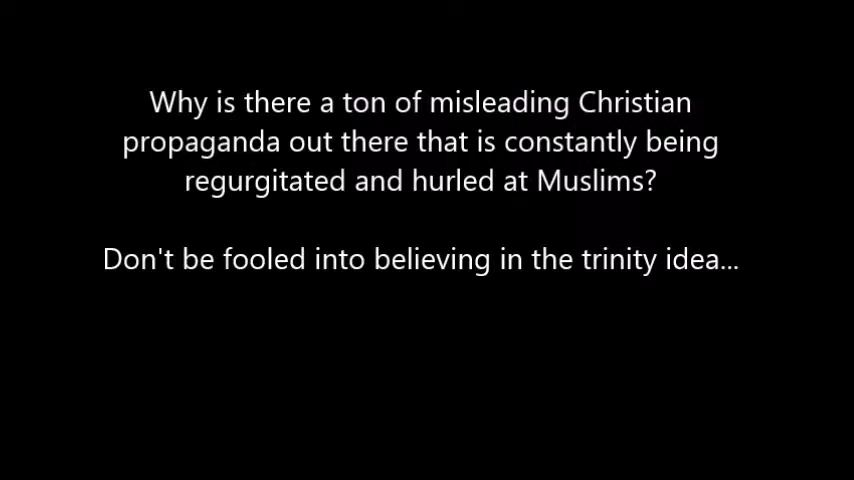 Why is there a ton of misleading Christian
propaganda out there that is constantly being
regurgitated and hurled at Muslims?
Don't be fooled into believing in the trinity idea...